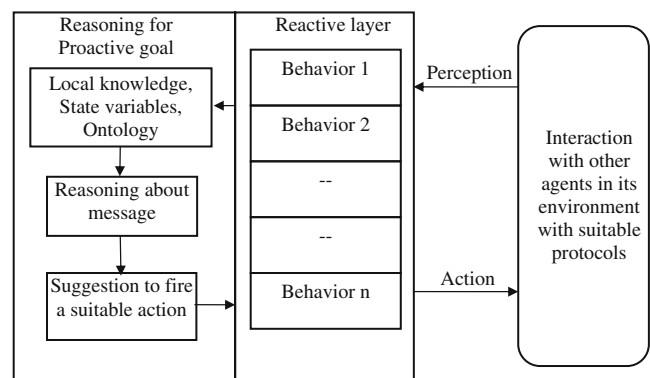 Reasoning for
Proactive goal
Local knowledge,
State variables,
Ontology
Reasoning about
message
Suggestion to fire
a suitable action
Reactive layer
Behavior 1
Behavior 2
--
--
Behavior n
Perception
Action
Interaction
with other
agents in its
environment
with suitable
protocols